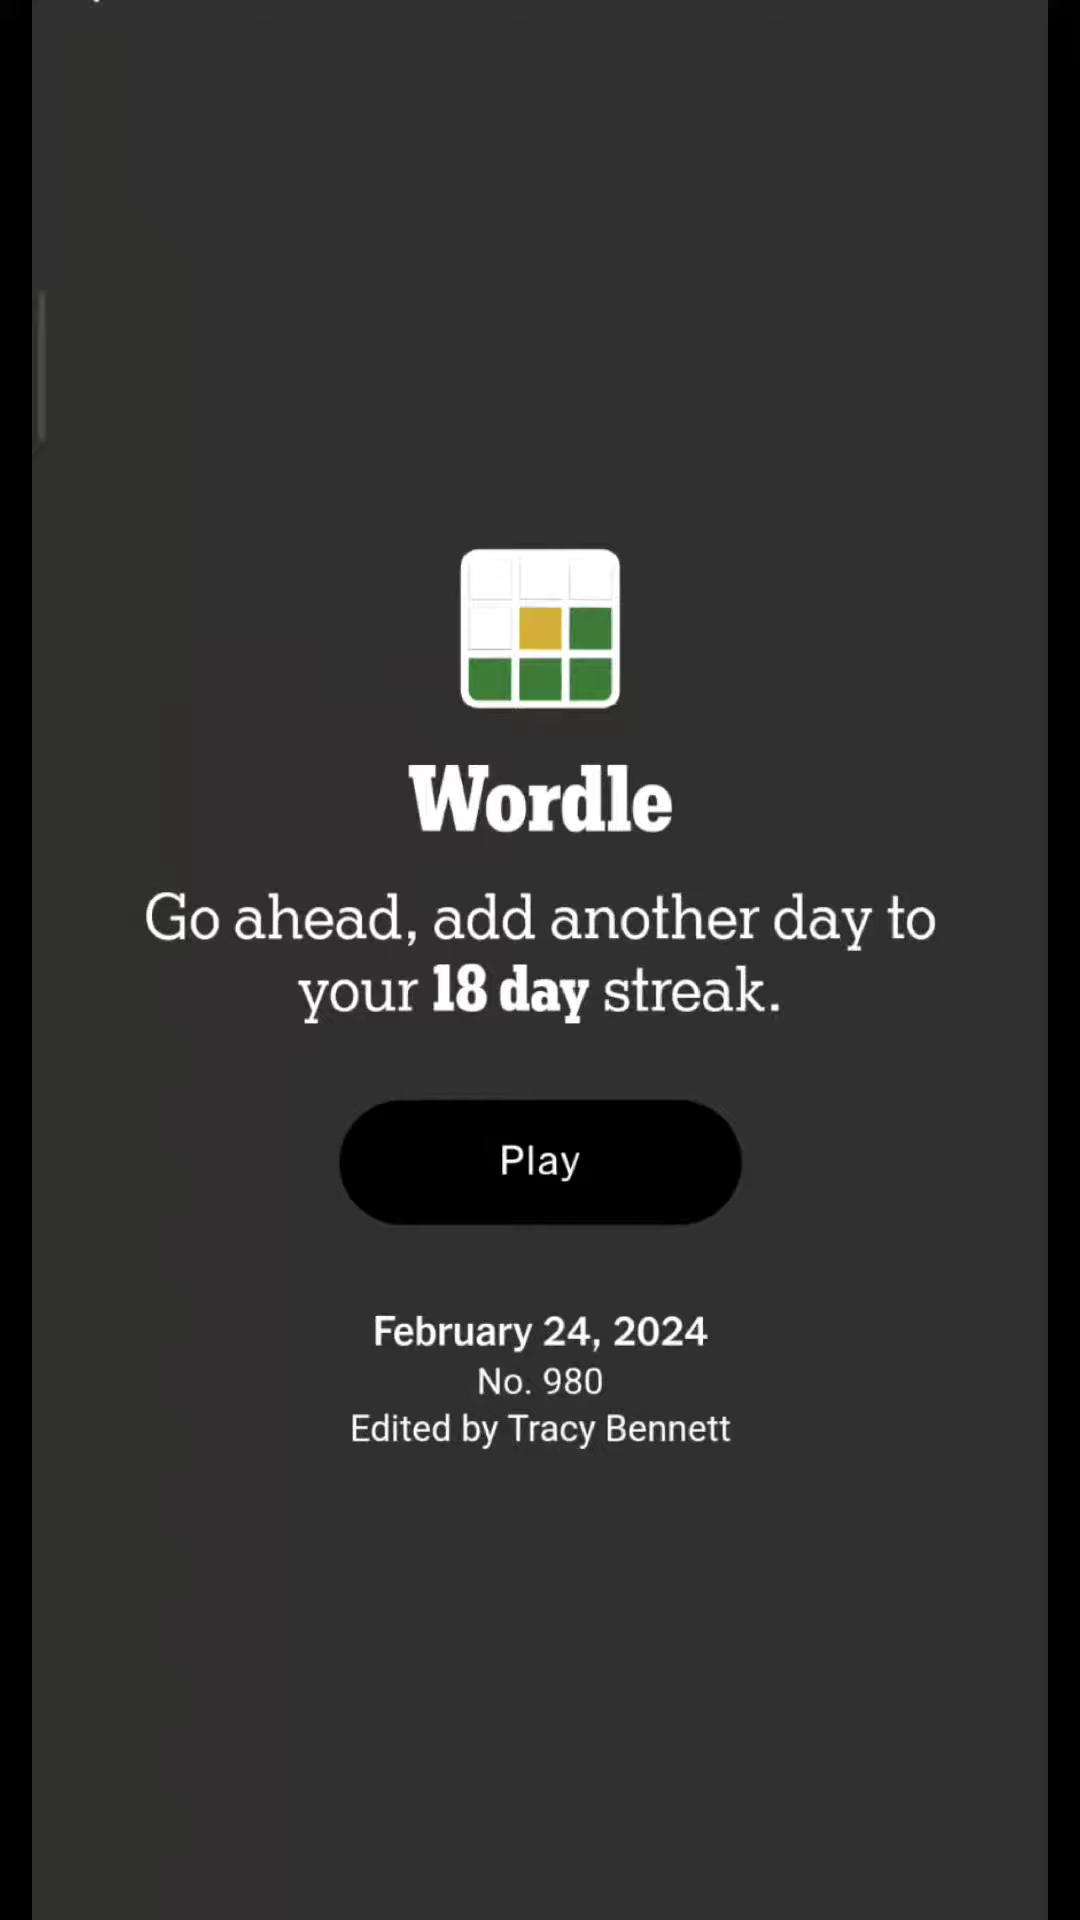 Wordle
Go ahead, add another day to
your 18 day streak.
Play
February 24, 2024
No. 980
Edited by Tracy Bennett